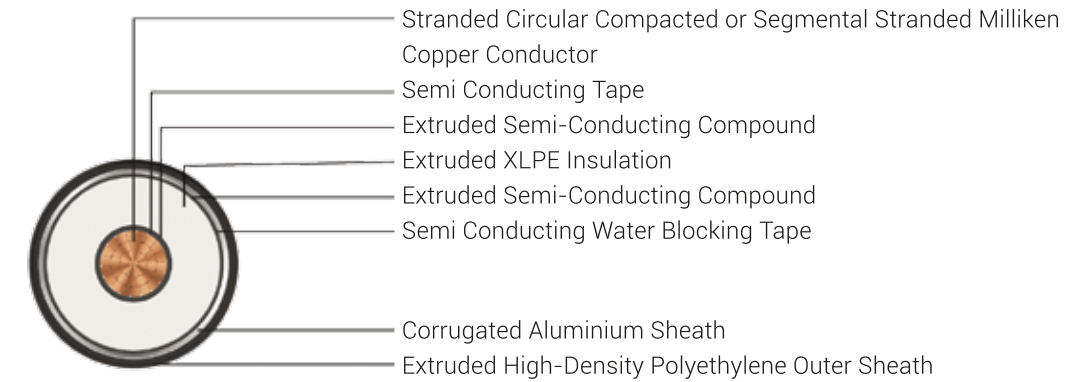 Stranded Circular Compacted or Segmental Stranded Milliken
Copper Conductor
Semi Conducting Tape
Extruded Semi-Conducting Compound
Extruded XLPE Insulation
Extruded Semi-Conducting Compound
Semi Conducting Water Blocking Tape
Corrugated Aluminium Sheath
Extruded High-Density Polyethylene Outer Sheath